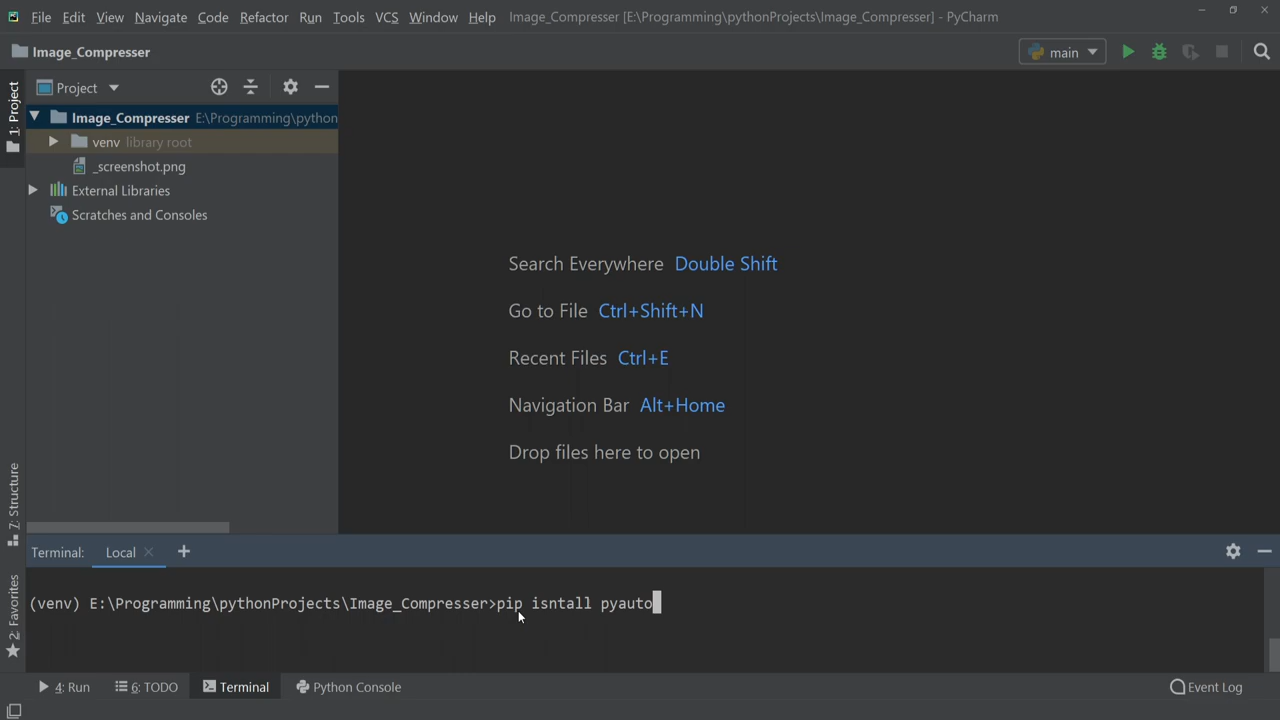 File Edit View Navigate Code Refactor Run Tools VCS Window Help Image_Compresser [E:\Programming\pythonProjects\Image_Compresser] - PyCharm
Image_Compresser
main
1: Project
Project
Image_Compresser E:\Programming\python
venv library root
_screenshot.png
External Libraries
Scratches and Consoles
Search Everywhere Double Shift
Go to File Ctrl+Shift+N
Recent Files Ctrl+E
Navigation Bar Alt+Home
Drop files here to open
7: Structure
2: Favorites
Terminal: Local
(venv) E:\Programming\pythonProjects\Image_Compresser>pip isntall pyauto
4: Run 6: TODO Terminal Python Console Event Log